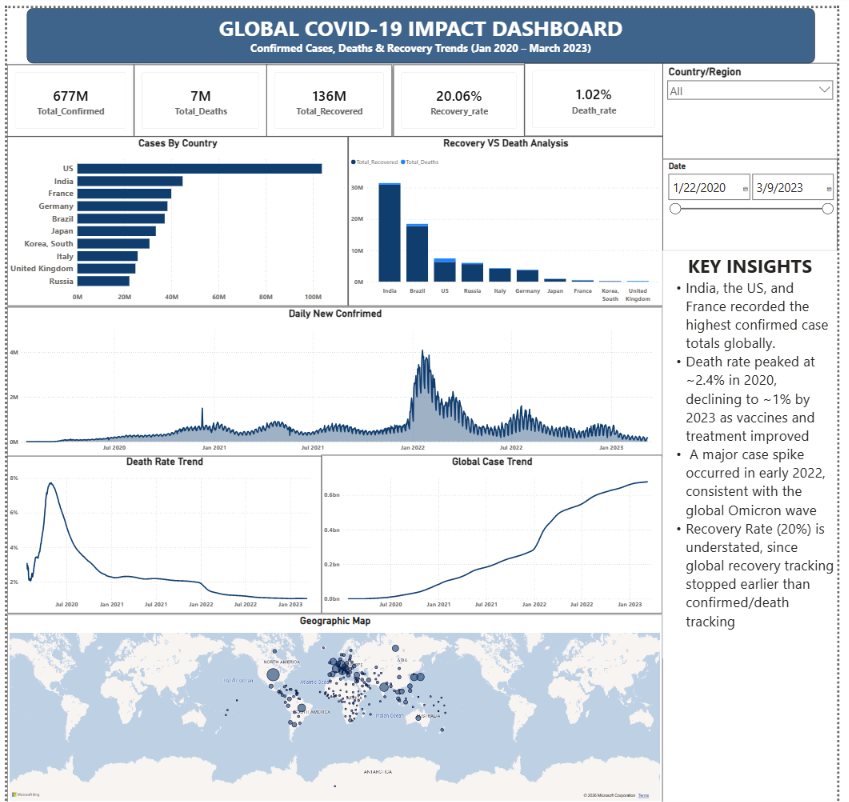 GLOBAL COVID-19 IMPACT DASHBOARD
Confirmed Cases, Deaths & Recovery Trends (Jan 2020 – March 2023)
677M
Total_Confirmed
7M
Total_Deaths
136M
Total_Recovered
20.06%
Recovery_rate
1.02%
Death_rate
Country/Region
All
Date
1/22/2020
3/9/2023
Cases By Country
US
India
France
Germany
Brazil
Japan
Korea, South
Italy
United Kingdom
Russia
0M 20M 40M 60M 80M 100M
Recovery VS Death Analysis
Total_Recovered Total_Deaths
30M
20M
10M
0M
India Brazil US Russia Italy Germany Japan France Korea, South United Kingdom
KEY INSIGHTS
• India, the US, and
France recorded the
highest confirmed case
totals globally.
• Death rate peaked at
~2.4% in 2020,
declining to ~1% by
2023 as vaccines and
treatment improved
• A major case spike
occurred in early 2022,
consistent with the
global Omicron wave
• Recovery Rate (20%) is
understated, since
global recovery tracking
stopped earlier than
confirmed/death
tracking
Daily New Confirmed
4M
2M
0M
Jul 2020 Jan 2021 Jul 2021 Jan 2022 Jul 2022 Jan 2023
Death Rate Trend
8%
6%
4%
2%
Jul 2020 Jan 2021 Jul 2021 Jan 2022 Jul 2022 Jan 2023
Global Case Trend
0.6bn
0.4bn
0.2bn
0.0bn
Jul 2020 Jan 2021 Jul 2021 Jan 2022 Jul 2022 Jan 2023
Geographic Map
NORTH AMERICA
Atlantic Ocean
Indian Ocean
ANTARCTICA
Microsoft Bing
© 2026 Microsoft Corporation Terms